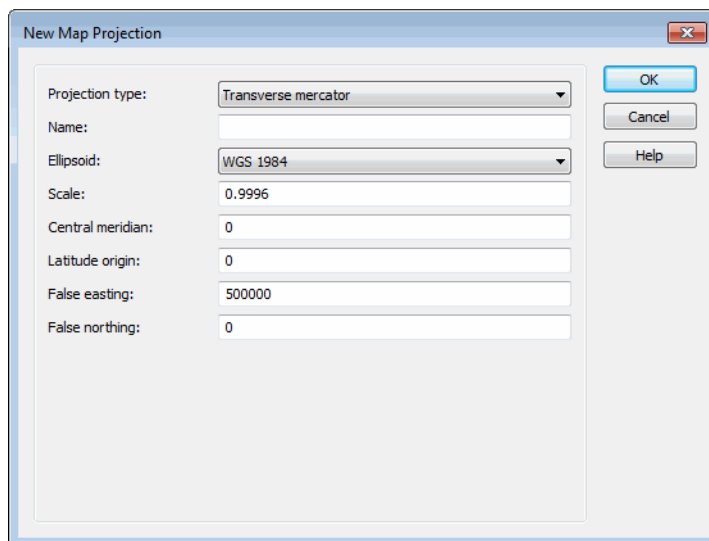 New Map Projection
Projection type: Transverse mercator
Name:
Ellipsoid: WGS 1984
Scale: 0.9996
Central meridian: 0
Latitude origin: 0
False easting: 500000
False northing: 0
OK
Cancel
Help